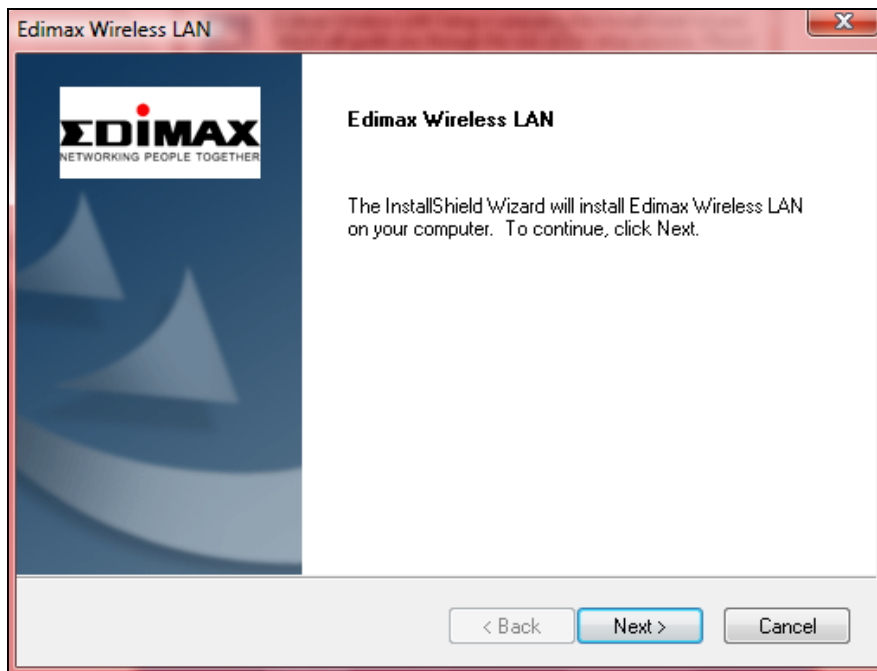 Edimax Wireless LAN
EDiMAX
NETWORKING PEOPLE TOGETHER
Edimax Wireless LAN
The InstallShield Wizard will install Edimax Wireless LAN
on your computer. To continue, click Next.
< Back
Next >
Cancel